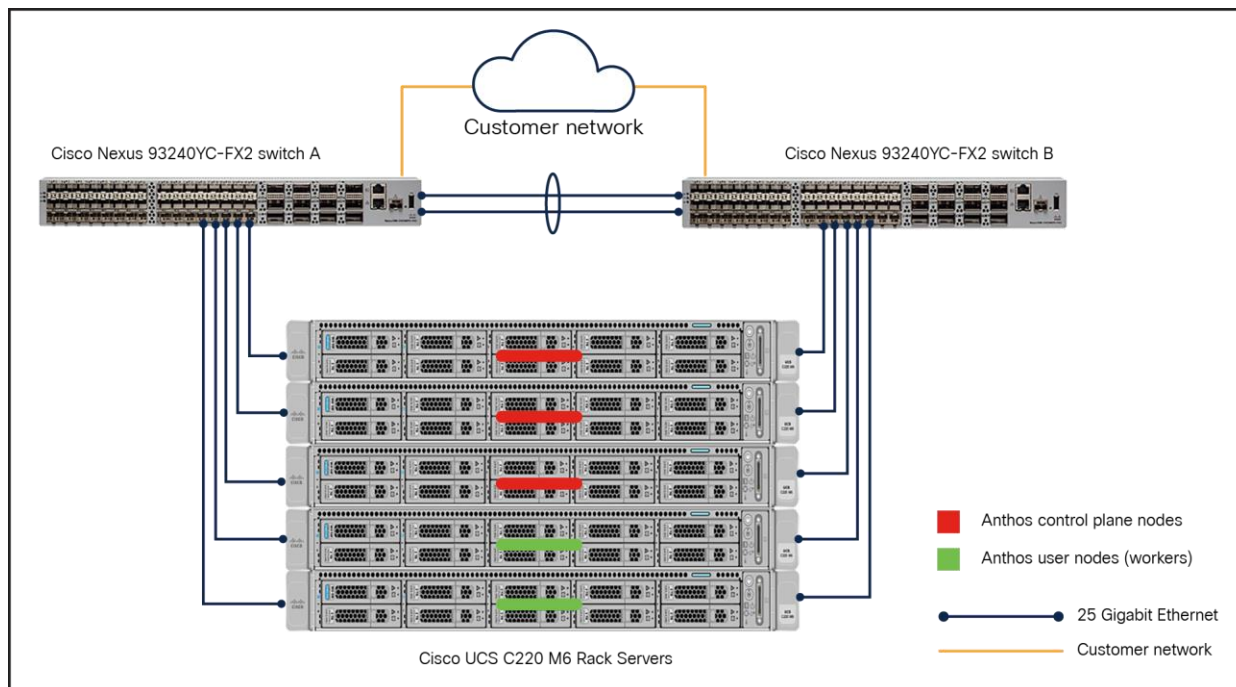 Customer network
Cisco Nexus 93240YC-FX2 switch A
Cisco Nexus 93240YC-FX2 switch B
Anthos control plane nodes
Anthos user nodes (workers)
25 Gigabit Ethernet
Customer network
Cisco UCS C220 M6 Rack Servers